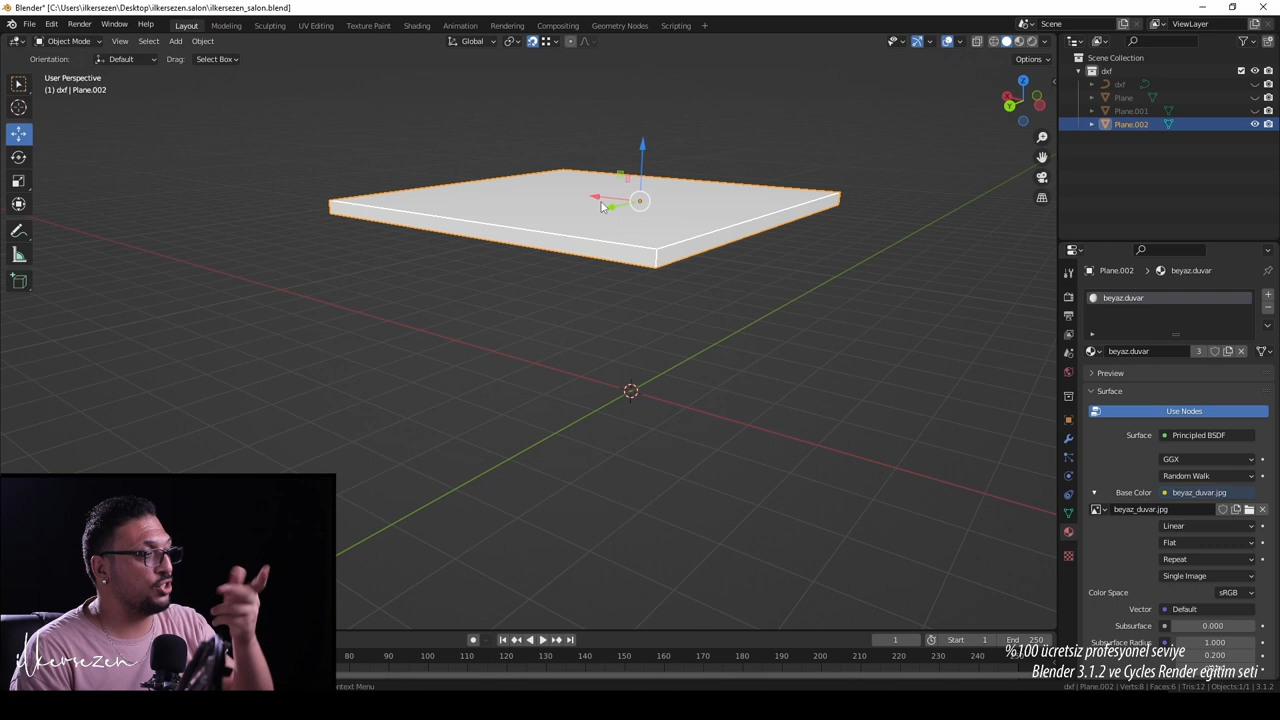 Blender* [C:\Users\ilkersezen\Desktop\ilkersezen.salon\ilkersezen_salon.blend]
File Edit Render Window Help Layout Modeling Sculpting UV Editing Texture Paint Shading Animation Rendering Compositing Geometry Nodes Scripting + Scene ViewLayer
Object Mode View Select Add Object Global
Orientation: Default Drag: Select Box Options
User Perspective
(1) dxf | Plane.002
Scene Collection
dxf
dxf
Plane
Plane.001
Plane.002
Plane.002 > beyaz.duvar
beyaz.duvar
beyaz.duvar 3
Preview
Surface
Use Nodes
Surface Principled BSDF
GGX
Random Walk
Base Color beyaz_duvar.jpg
beyaz_duvar.jpg
Linear
Flat
Repeat
Single Image
Color Space sRGB
Vector Default
Subsurface 0.000
Subsurface Radius 1.000
0.200
1 Start 1 End 250
80 90 100 110 120 130 140 150 160 170 180 190 200 210 220 230 240
ilkersezen
%100 ücretsiz profesyonel seviye
Blender 3.1.2 ve Cycles Render eğitim seti
Context Menu
dxf | Plane.002 | Verts:8 | Faces:6 | Tris:12 | Objects:1/1 | 3.1.2